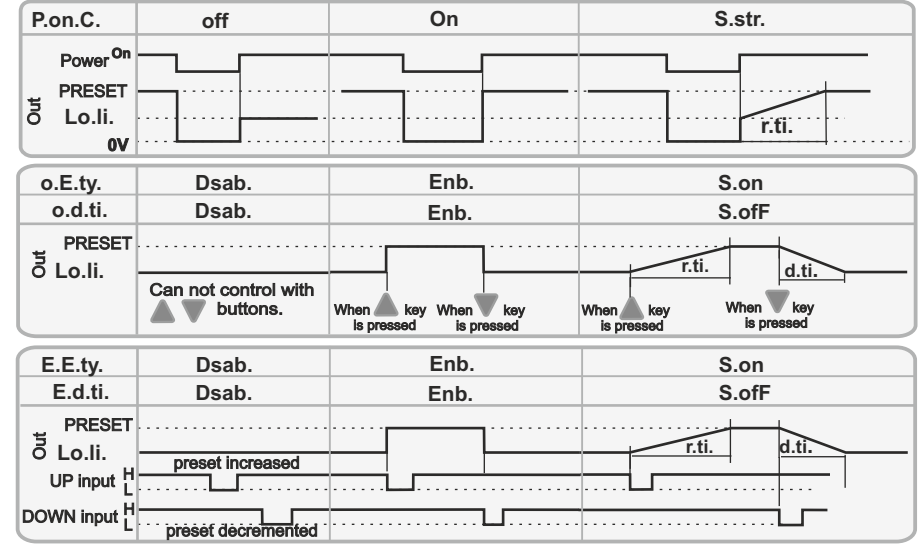 P.on.C. off On S.str.
Power On
Out
PRESET
Lo.li.
r.ti.
0V
o.E.ty. Dsab. Enb. S.on
o.d.ti. Dsab. Enb. S.ofF
Out
PRESET
Lo.li.
r.ti. d.ti.
Can not control with
buttons.
When key
is pressed
When key
is pressed
When key
is pressed
When key
is pressed
E.E.ty. Dsab. Enb. S.on
E.d.ti. Dsab. Enb. S.ofF
Out
PRESET
Lo.li.
r.ti. d.ti.
preset increased
UP input H
L
DOWN input H
L
preset decremented